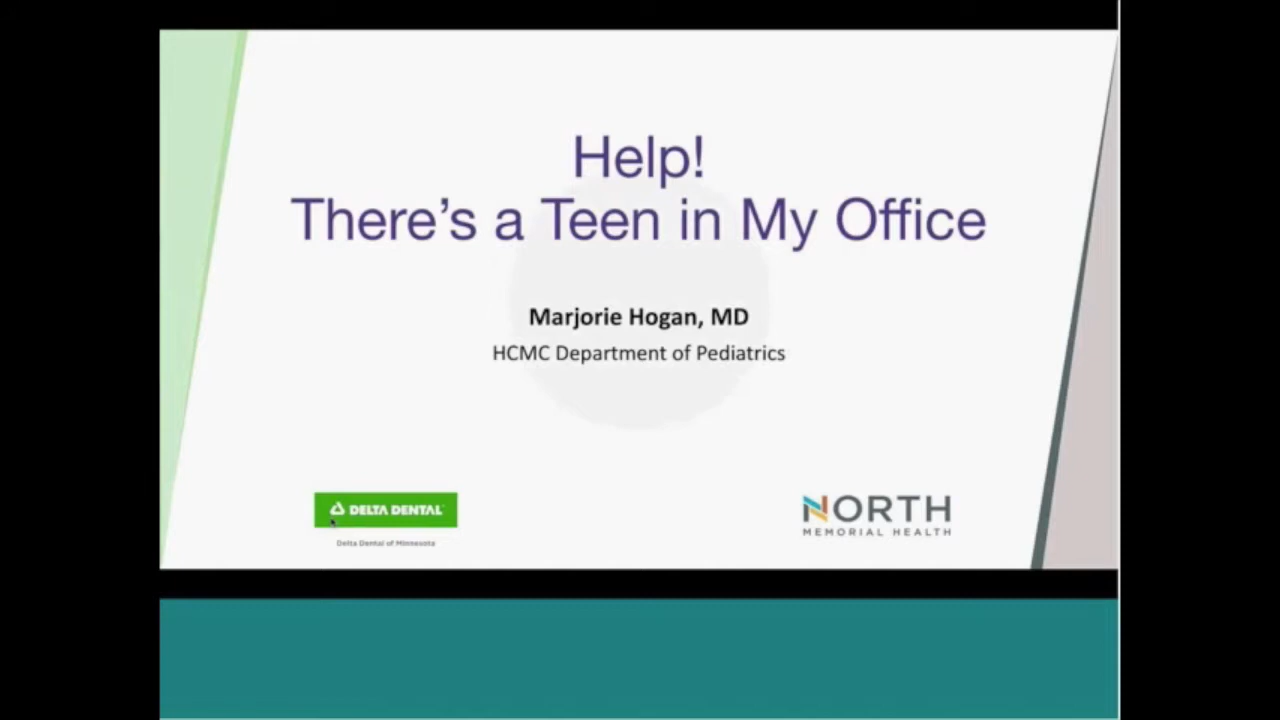 Help!
There's a Teen in My Office
Marjorie Hogan, MD
HCMC Department of Pediatrics
DELTA DENTAL
Delta Dental of Minnesota
NORTH
MEMORIAL HEALTH